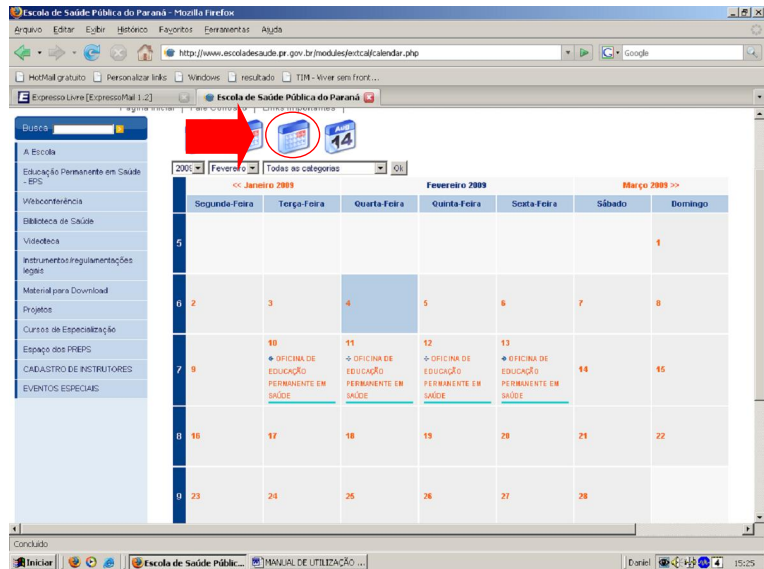 Escola de Saúde Pública do Paraná - Mozilla Firefox
Arquivo Editar Exibir Histórico Favoritos Ferramentas Ajuda
http://www.escoladesaude.pr.gov.br/modules/extcal/calendar.php
Google
HotMail gratuito Personalizar links Windows resultado TIM - Viver sem front...
Expresso Livre [ExpressoMail 1.2] Escola de Saúde Pública do Paraná
Busca
Aug
14
A Escola
Educação Permanente em Saúde
- EPS
Webconferência
Biblioteca de Saúde
Videoteca
Instrumentos/regulamentações
legais
Material para Download
Projetos
Cursos de Especialização
Espaço dos PREPS
CADASTRO DE INSTRUTORES
EVENTOS ESPECIAIS
Fevereiro Todas as categorias Ok
<< Janeiro 2009 Fevereiro 2009 Março 2009 >>
Segunda-Feira Terça-Feira Quarta-Feira Quinta-Feira Sexta-Feira Sábado Domingo
5 1
6 2 3 4 5 6 7 8
7 9 10 11 12 13 14 15
OFICINA DE EDUCAÇÃO PERMANENTE EM SAÚDE
OFICINA DE EDUCAÇÃO PERMANENTE EM SAÚDE
OFICINA DE EDUCAÇÃO PERMANENTE EM SAÚDE
OFICINA DE EDUCAÇÃO PERMANENTE EM SAÚDE
8 16 17 18 19 20 21 22
9 23 24 25 26 27 28
Concluído
Iniciar Escola de Saúde Públic... MANUAL DE UTILIZAÇÃO ... Daniel 15:25